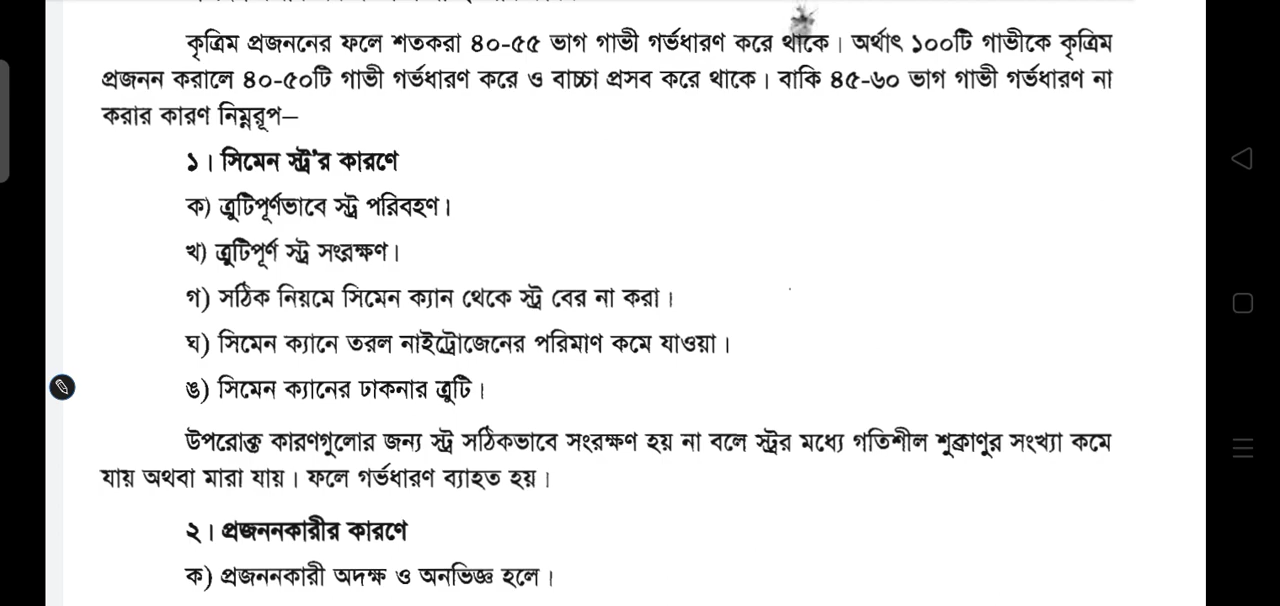 কৃত্রিম প্রজননের ফলে শতকরা ৪০-৫৫ ভাগ গাভী গর্ভধারণ করে থাকে। অর্থাৎ ১০০টি গাভীকে কৃত্রিম
প্রজনন করালে ৪০-৫০টি গাভী গর্ভধারণ করে ও বাচ্চা প্রসব করে থাকে। বাকি ৪৫-৬০ ভাগ গাভী গর্ভধারণ না
করার কারণ নিম্নরূপ–
১। সিমেন স্ট্র'র কারণে
ক) ত্রুটিপূর্ণভাবে স্ট্র পরিবহণ।
খ) ত্রুটিপূর্ণ স্ট্র সংরক্ষণ।
গ) সঠিক নিয়মে সিমেন ক্যান থেকে স্ট্র বের না করা।
ঘ) সিমেন ক্যানে তরল নাইট্রোজেনের পরিমাণ কমে যাওয়া।
ঙ) সিমেন ক্যানের ঢাকনার ত্রুটি।
উপরোক্ত কারণগুলোর জন্য স্ট্র সঠিকভাবে সংরক্ষণ হয় না বলে স্ট্রর মধ্যে গতিশীল শুক্রাণুর সংখ্যা কমে
যায় অথবা মারা যায়। ফলে গর্ভধারণ ব্যাহত হয়।
২। প্রজননকারীর কারণে
ক) প্রজননকারী অদক্ষ ও অনভিজ্ঞ হলে।